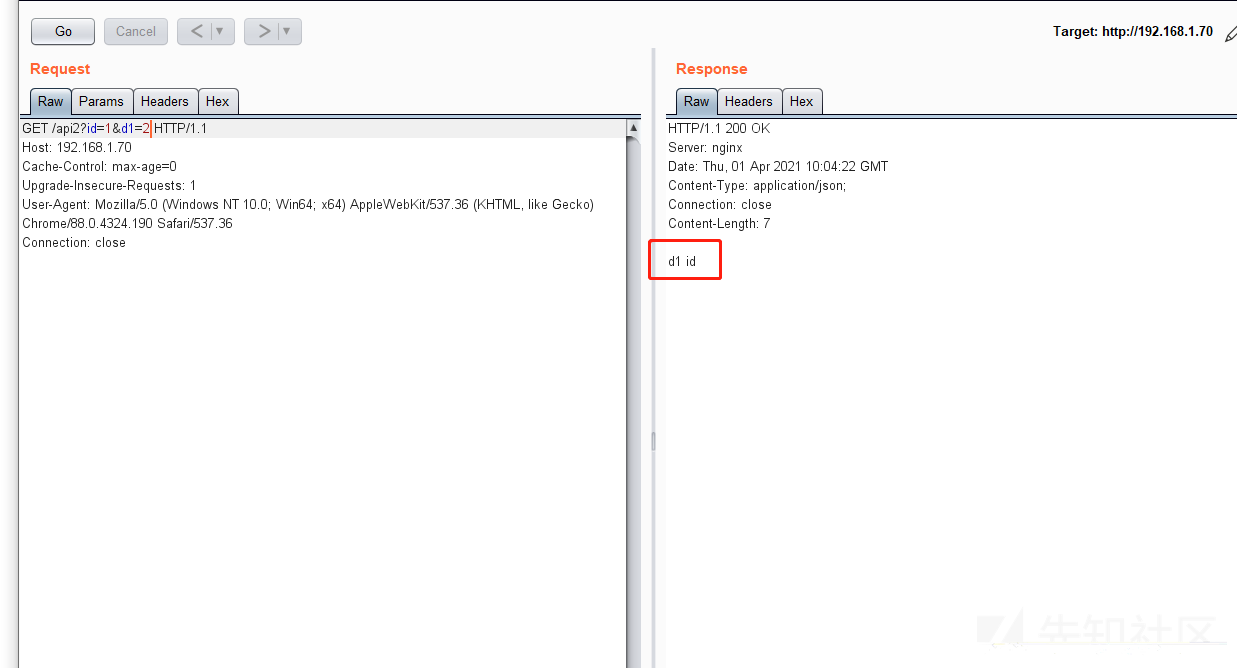 Go
Cancel
<
>
Target: http://192.168.1.70
Request
Response
Raw
Params
Headers
Hex
Raw
Headers
Hex
GET /api2?id=1&d1=2 HTTP/1.1
Host: 192.168.1.70
Cache-Control: max-age=0
Upgrade-Insecure-Requests: 1
User-Agent: Mozilla/5.0 (Windows NT 10.0; Win64; x64) AppleWebKit/537.36 (KHTML, like Gecko)
Chrome/88.0.4324.190 Safari/537.36
Connection: close
HTTP/1.1 200 OK
Server: nginx
Date: Thu, 01 Apr 2021 10:04:22 GMT
Content-Type: application/json;
Connection: close
Content-Length: 7
d1 id
先知社区